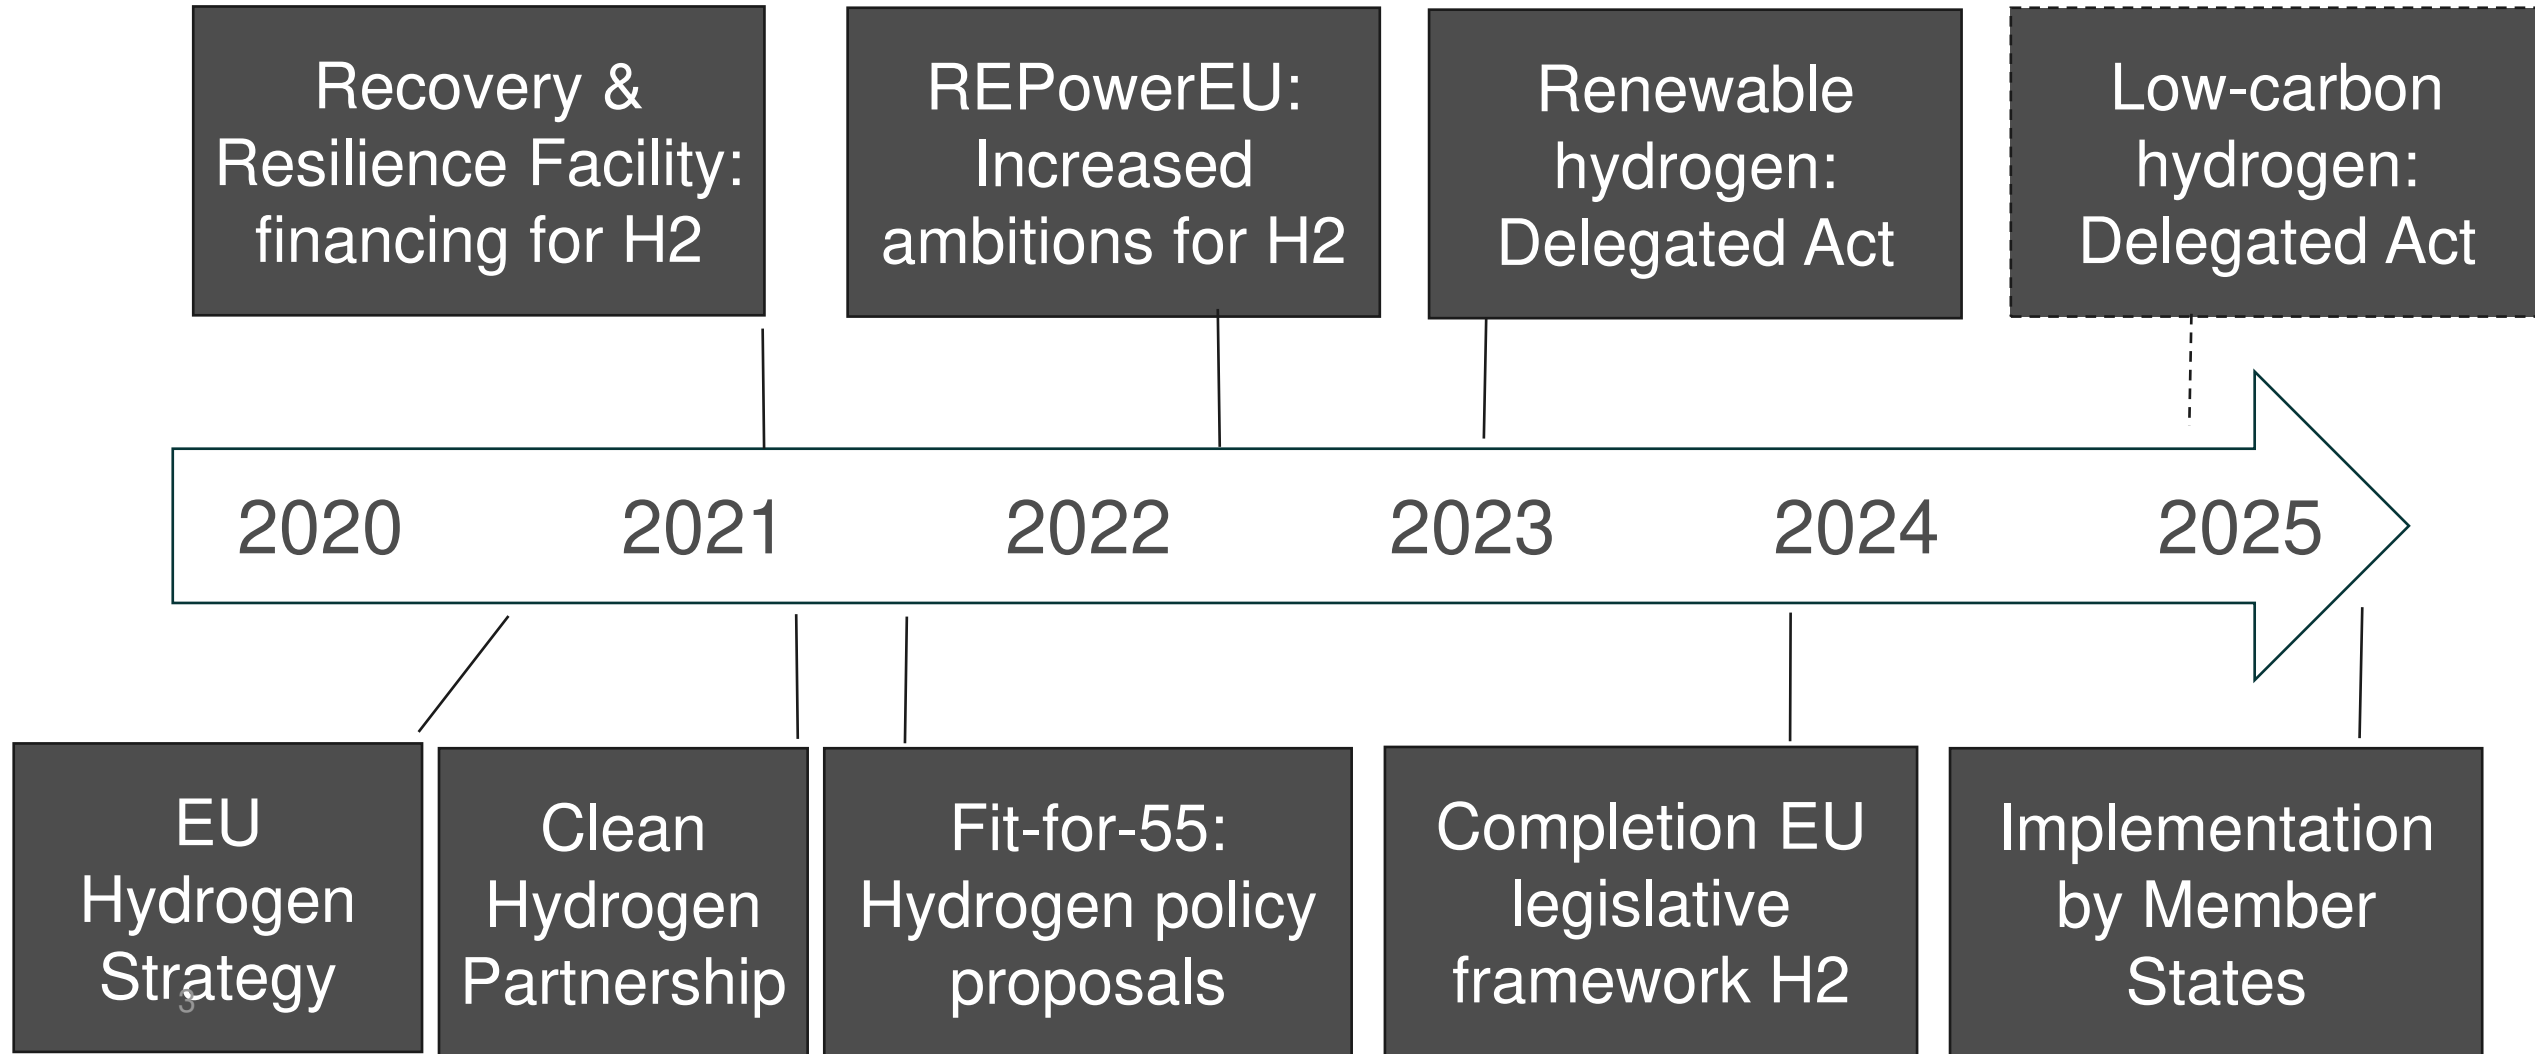 Recovery &
Resilience Facility:
financing for H2
REPowerEU:
Increased
ambitions for H2
Renewable
hydrogen:
Delegated Act
Low-carbon
hydrogen:
Delegated Act
2020 2021 2022 2023 2024 2025
EU
Hydrogen
Strategy
3
Clean
Hydrogen
Partnership
Fit-for-55:
Hydrogen policy
proposals
Completion EU
legislative
framework H2
Implementation
by Member
States